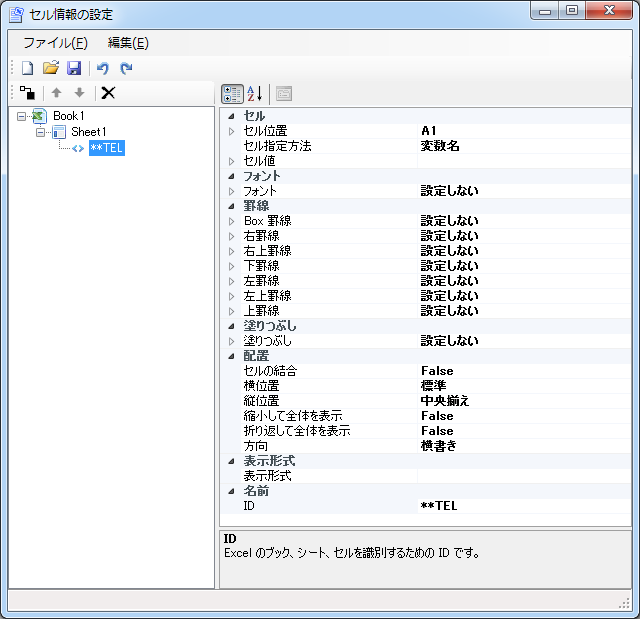 セル情報の設定
ファイル(F) 編集(E)
Book1
Sheet1
<> **TEL
セル
セル位置 A1
セル指定方法 変数名
セル値
フォント
フォント 設定しない
罫線
Box 罫線 設定しない
右罫線 設定しない
右上罫線 設定しない
下罫線 設定しない
左罫線 設定しない
左上罫線 設定しない
上罫線 設定しない
塗りつぶし
塗りつぶし 設定しない
配置
セルの結合 False
横位置 標準
縦位置 中央揃え
縮小して全体を表示 False
折り返して全体を表示 False
方向 横書き
表示形式
表示形式
名前
ID **TEL
ID
Excel のブック、シート、セルを識別するための ID です。